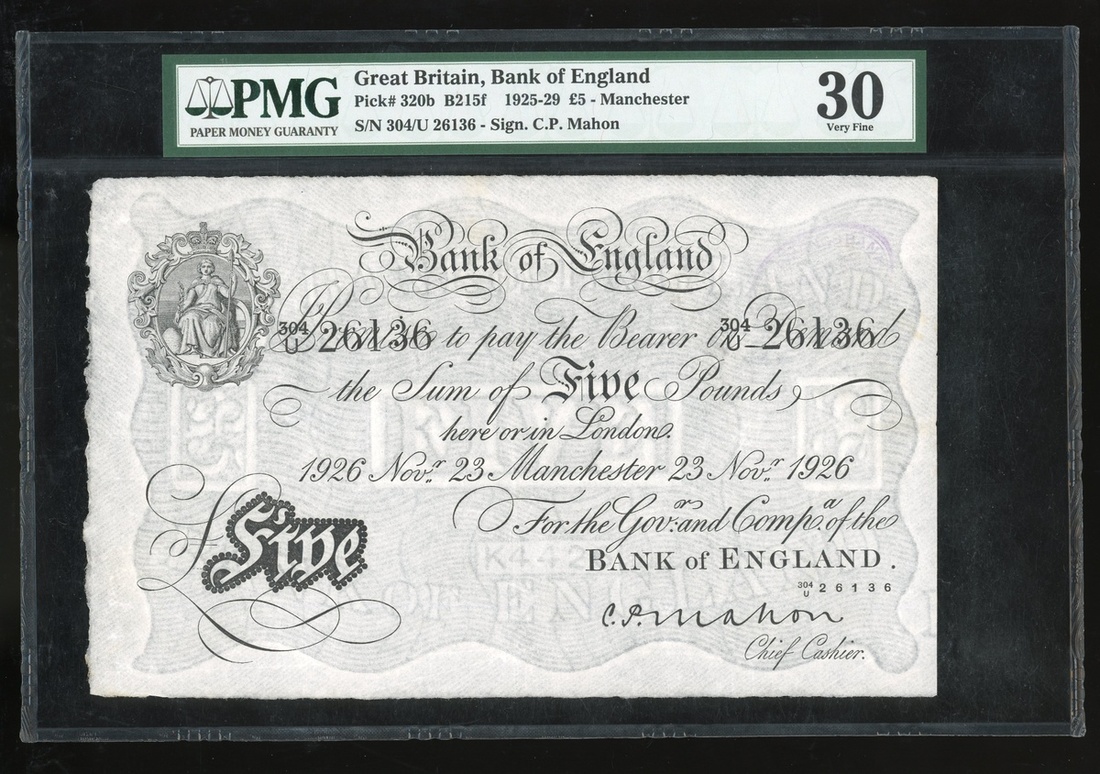 PMG
PAPER MONEY GUARANTY
Great Britain, Bank of England
Pick# 320b B215f 1925-29 £5 - Manchester
S/N 304/U 26136 - Sign. C.P. Mahon
30
Very Fine
Bank of England
304/U 26136 Promise to pay the Bearer on Demand 304/U 26136
the Sum of Five Pounds
here or in London.
1926 Novr. 23 Manchester 23 Novr. 1926
For the Govr. and Compa. of the
BANK of ENGLAND.
£Five
304/U 26136
C.P. Mahon
Chief Cashier.
K442